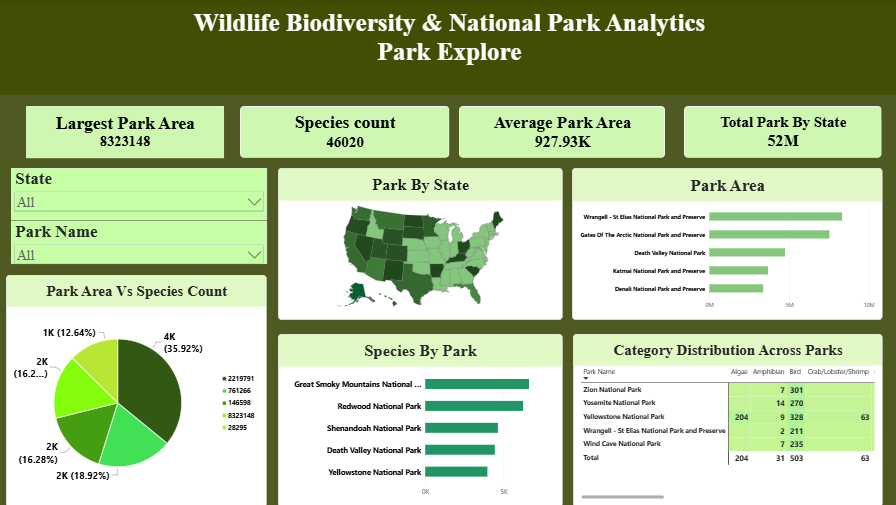 Wildlife Biodiversity & National Park Analytics
Park Explore
Largest Park Area
8323148
Species count
46020
Average Park Area
927.93K
Total Park By State
52M
State
All
Park Name
All
Park By State
Park Area
Wrangell - St Elias National Park and Preserve
Gates Of The Arctic National Park and Preserve
Death Valley National Park
Katmai National Park and Preserve
Denali National Park and Preserve
0M 5M 10M
Park Area Vs Species Count
1K (12.64%)
4K
(35.92%)
2K
(16.2...)
2K
(16.28%)
2K (18.92%)
2219791
761266
146598
8323148
28295
Species By Park
Great Smoky Mountains National ...
Redwood National Park
Shenandoah National Park
Death Valley National Park
Yellowstone National Park
0K 5K
Category Distribution Across Parks
Park Name Algae Amphibian Bird Crab/Lobster/Shrimp
Zion National Park 7 301
Yosemite National Park 14 270
Yellowstone National Park 204 9 328 63
Wrangell - St Elias National Park and Preserve 2 211
Wind Cave National Park 7 235
Total 204 31 503 63